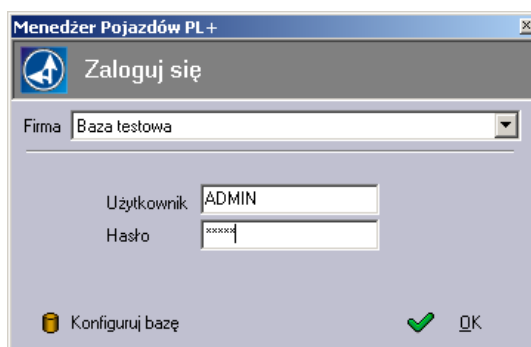 Menedżer Pojazdów PL+
Zaloguj się
Firma Baza testowa
Użytkownik ADMIN
Hasło *****
Konfiguruj bazę OK